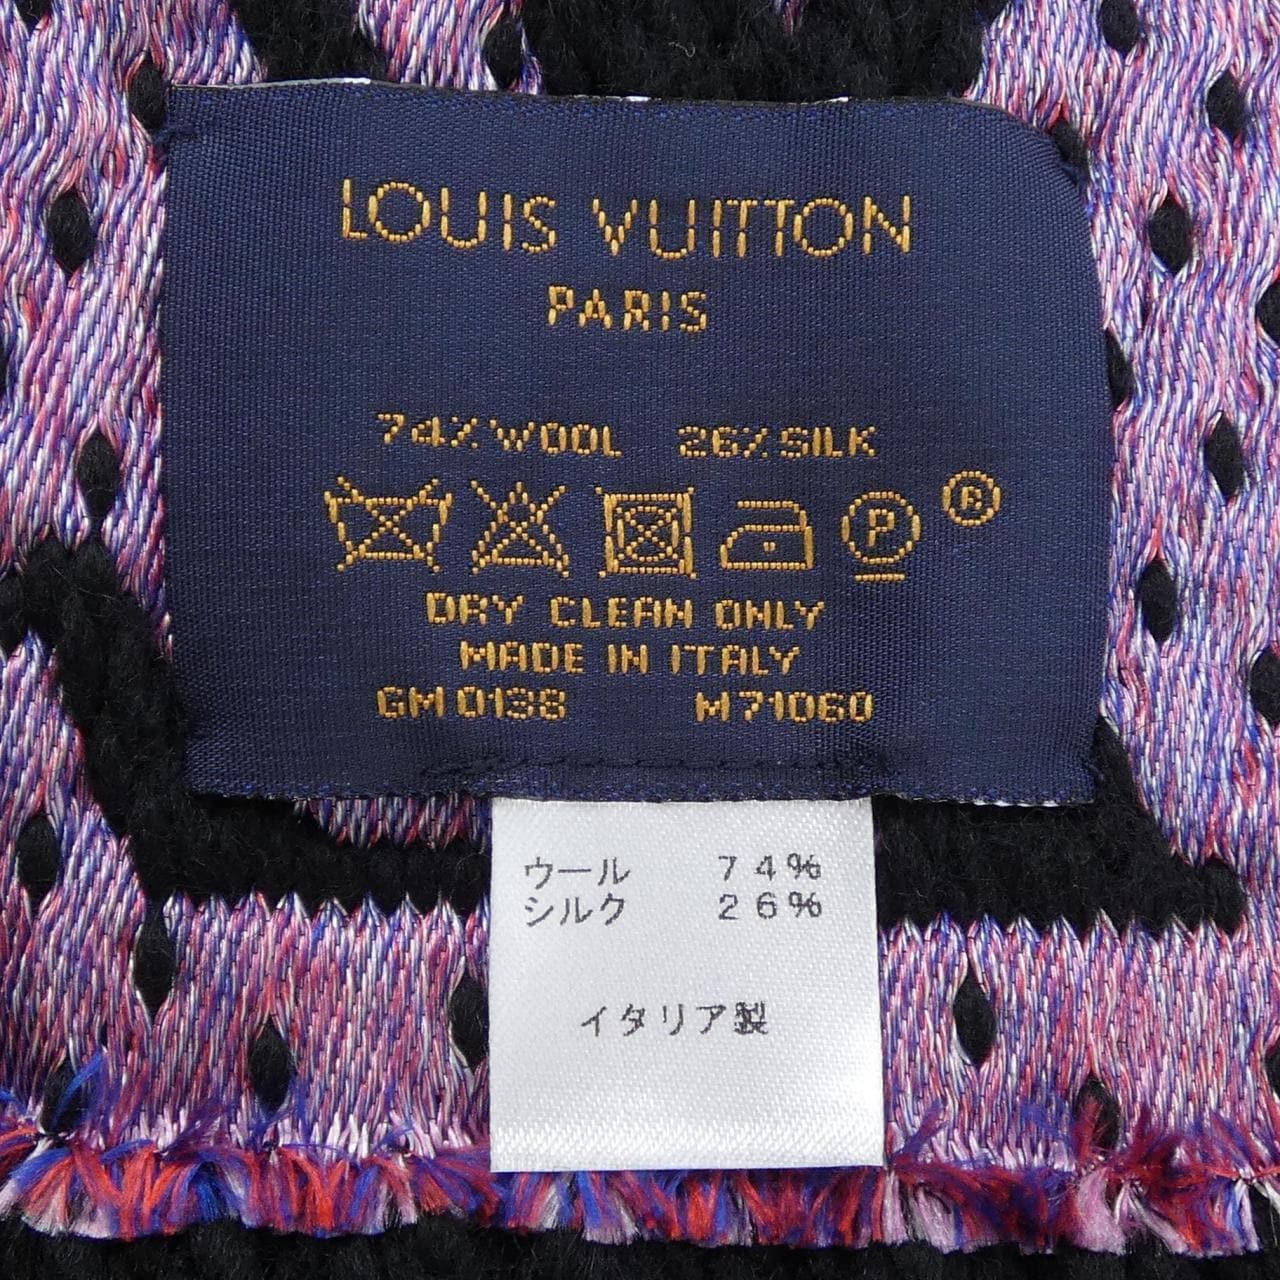 LOUIS VUITTON
PARIS
74% WOOL 26% SILK
P ®
DRY CLEAN ONLY
MADE IN ITALY
GM0138 M71060
ウール 74%
シルク 26%
イタリア製